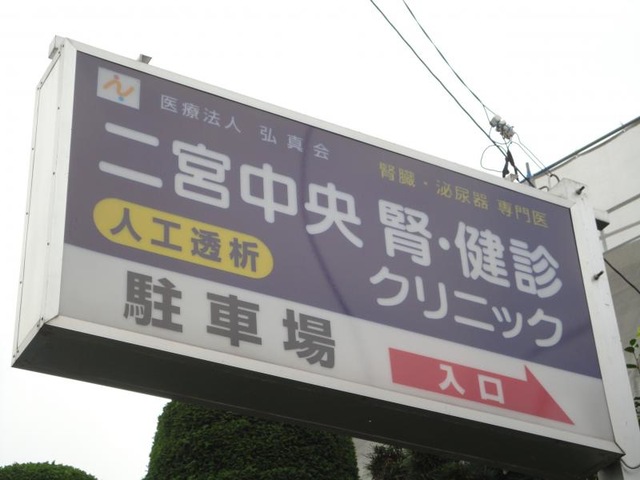 医療法人 弘真会
腎臓・泌尿器 専門医
二宮中央 腎・健診
クリニック
人工透析
駐車場
入口